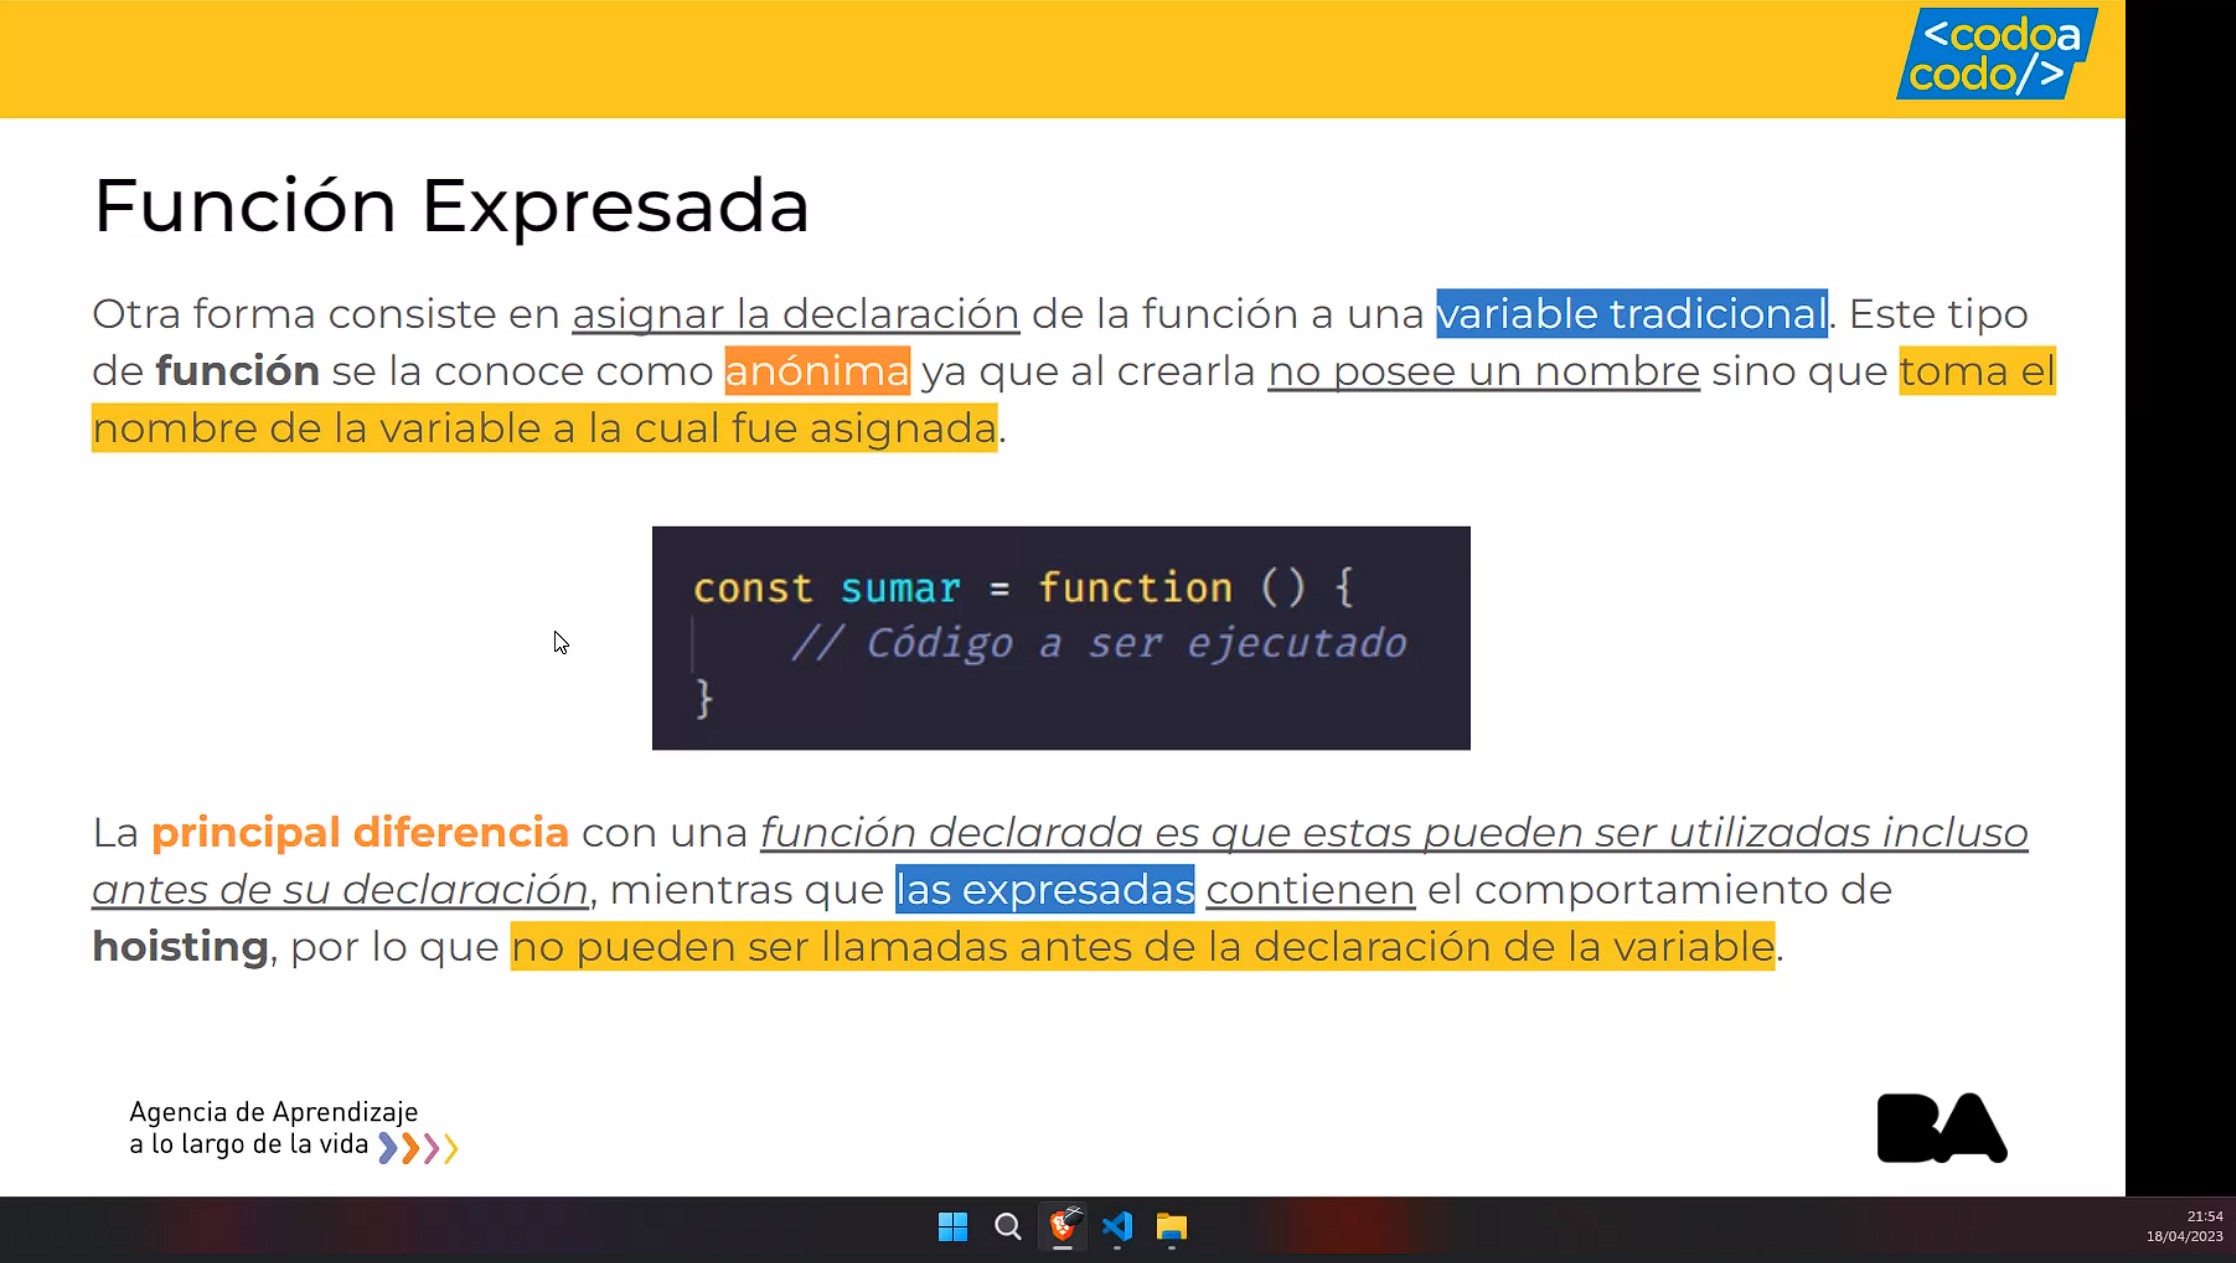 <codoa
codo/>
Función Expresada
Otra forma consiste en asignar la declaración de la función a una variable tradicional. Este tipo
de función se la conoce como anónima ya que al crearla no posee un nombre sino que toma el
nombre de la variable a la cual fue asignada.
const sumar = function () {
// Código a ser ejecutado
}
La principal diferencia con una función declarada es que estas pueden ser utilizadas incluso
antes de su declaración, mientras que las expresadas contienen el comportamiento de
hoisting, por lo que no pueden ser llamadas antes de la declaración de la variable.
Agencia de Aprendizaje
a lo largo de la vida
BA
21:54
18/04/2023